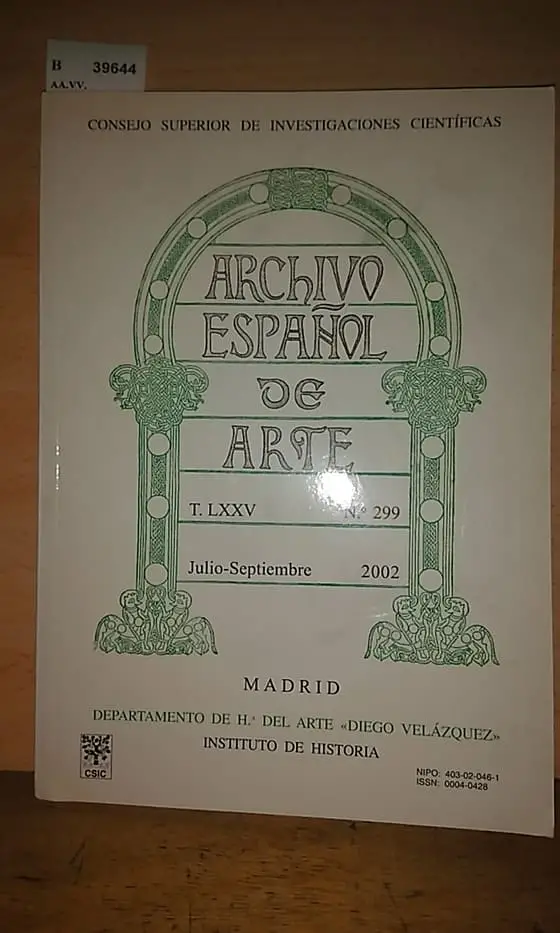 B 39644
AA.VV.
CONSEJO SUPERIOR DE INVESTIGACIONES CIENTÍFICAS
ARCHIVO
ESPAÑOL
DE
ARTE
T. LXXV N.º 299
Julio-Septiembre 2002
MADRID
DEPARTAMENTO DE H.ª DEL ARTE «DIEGO VELÁZQUEZ»
INSTITUTO DE HISTORIA
CSIC
NIPO: 403-02-046-1
ISSN: 0004-0428